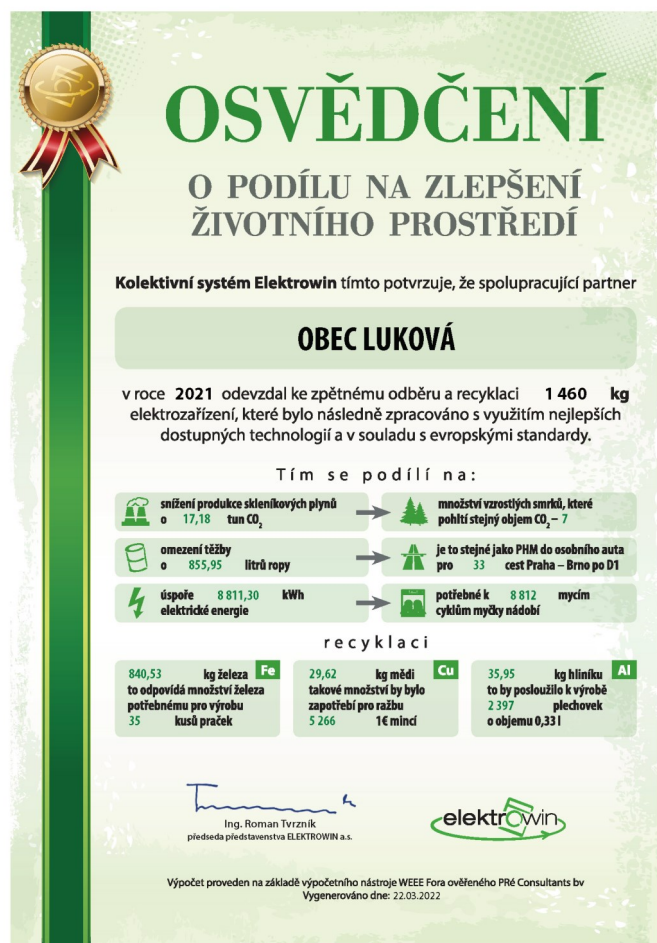 OSVĚDČENÍ
O PODÍLU NA ZLEPŠENÍ
ŽIVOTNÍHO PROSTŘEDÍ
Kolektivní systém Elektrowin tímto potvrzuje, že spolupracující partner
OBEC LUKOVÁ
v roce 2021 odevzdal ke zpětnému odběru a recyklaci 1 460 kg
elektrozařízení, které bylo následně zpracováno s využitím nejlepších
dostupných technologií a v souladu s evropskými standardy.
Tím se podílí na:
snížení produkce skleníkových plynů
o 17,18 tun CO₂
množství vzrostlých smrků, které
pohltí stejný objem CO₂ – 7
omezení těžby
o 855,95 litrů ropy
je to stejné jako PHM do osobního auta
pro 33 cest Praha – Brno po D1
úspoře 8 811,30 kWh
elektrické energie
potřebné k 8 812 mycím
cyklům myčky nádobí
recyklaci
840,53 kg železa Fe
to odpovídá množství železa
potřebnému pro výrobu
35 kusů praček
29,62 kg mědi Cu
takové množství by bylo
zapotřebí pro ražbu
5 266 1€ mincí
35,95 kg hliníku Al
to by posloužilo k výrobě
2 397 plechovek
o objemu 0,33 l
Ing. Roman Tvrzník
předseda představenstva ELEKTROWIN a.s.
elektrowin
Výpočet proveden na základě výpočetního nástroje WEEE Fora ověřeného PRé Consultants bv
Vygenerováno dne: 22.03.2022